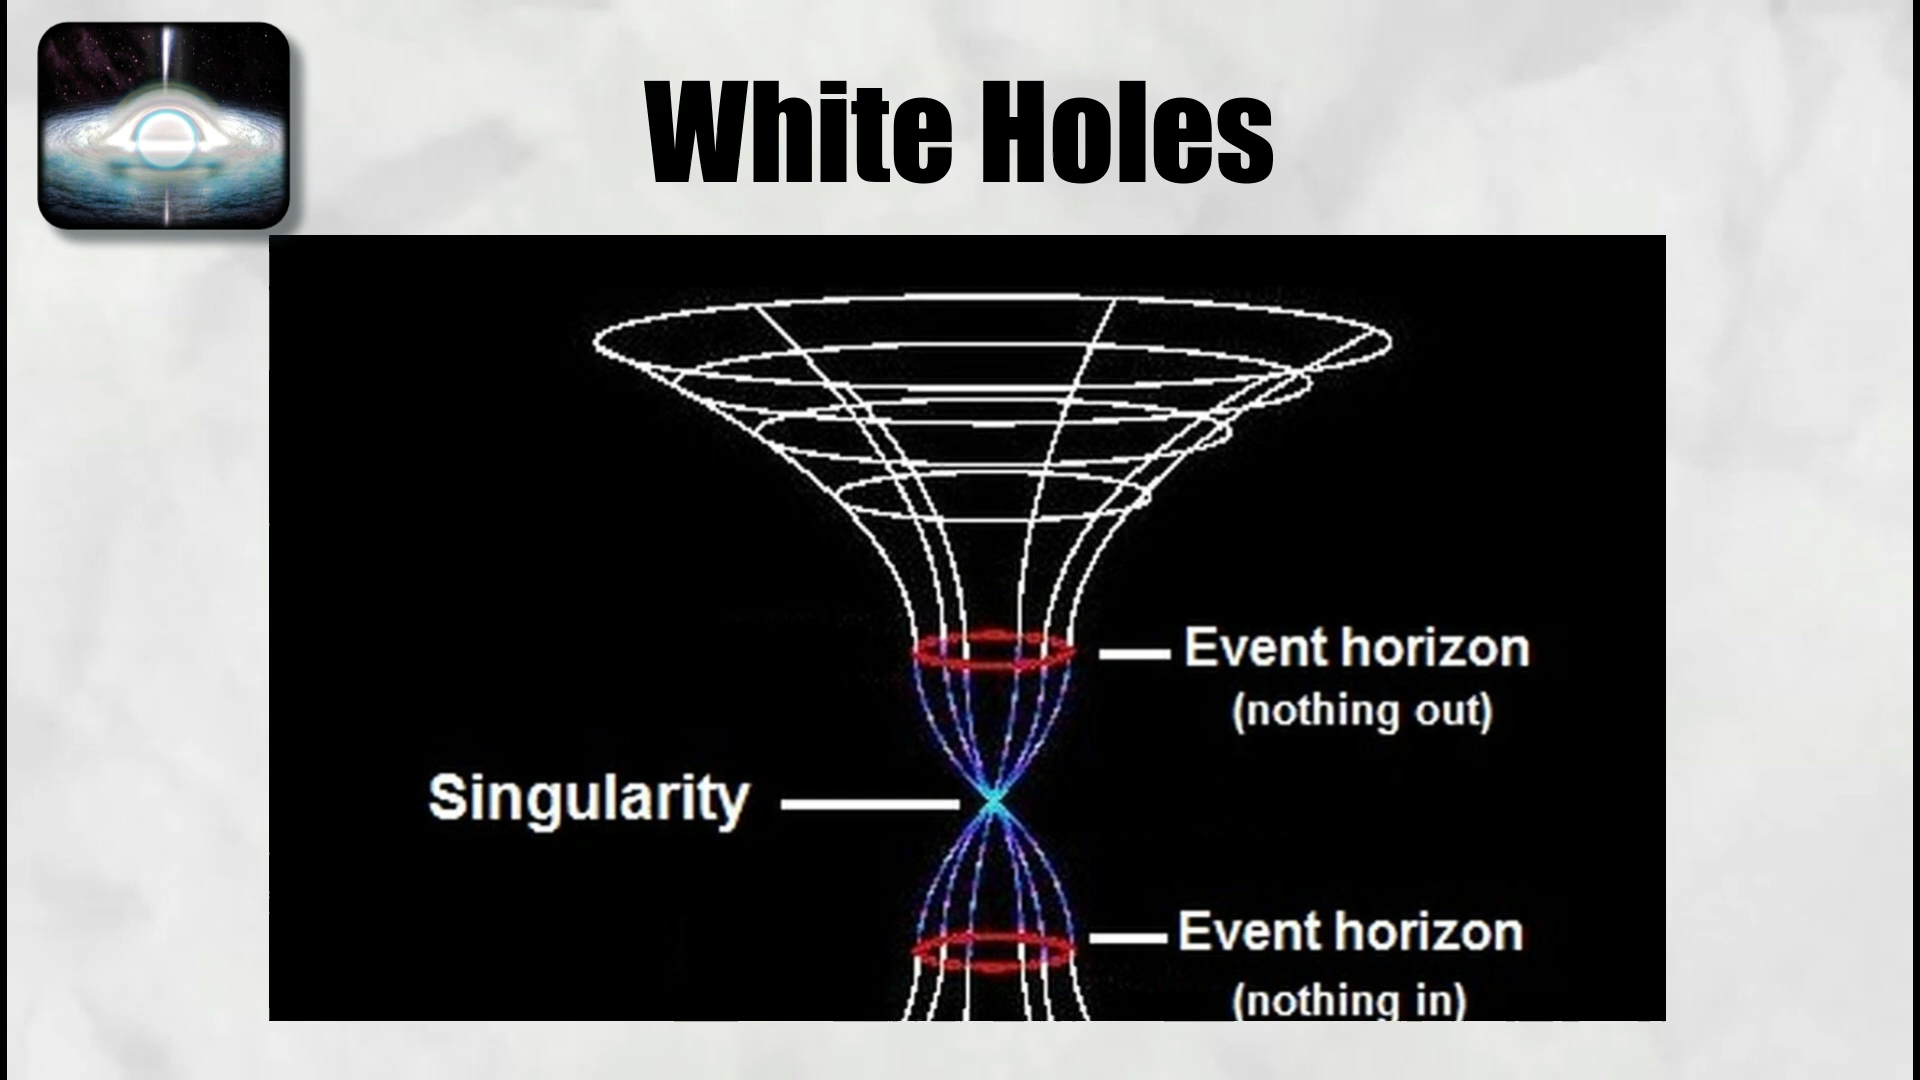 White Holes
Event horizon
(nothing out)
Singularity
Event horizon
(nothing in)